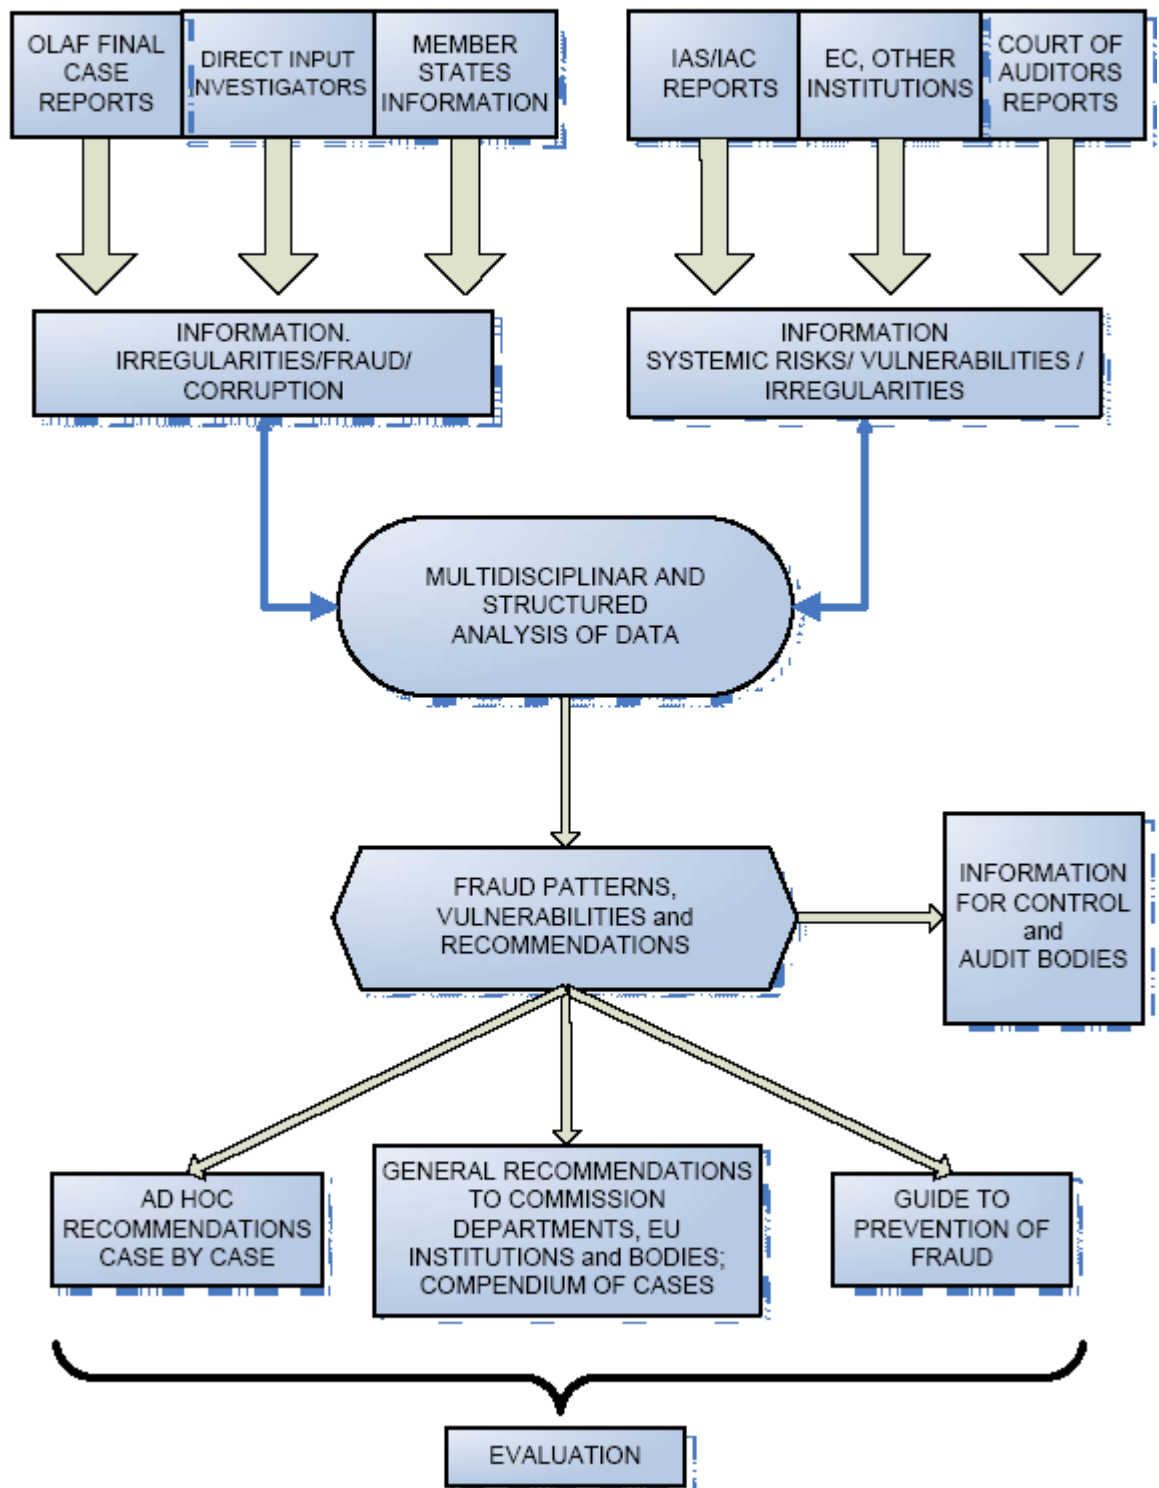 OLAF FINAL
CASE
REPORTS
DIRECT INPUT
INVESTIGATORS
MEMBER
STATES
INFORMATION
IAS/IAC
REPORTS
EC, OTHER
INSTITUTIONS
COURT OF
AUDITORS
REPORTS
INFORMATION.
IRREGULARITIES/FRAUD/
CORRUPTION
INFORMATION
SYSTEMIC RISKS/ VULNERABILITIES /
IRREGULARITIES
MULTIDISCIPLINAR AND
STRUCTURED
ANALYSIS OF DATA
FRAUD PATTERNS,
VULNERABILITIES and
RECOMMENDATIONS
INFORMATION
FOR CONTROL
and
AUDIT BODIES
AD HOC
RECOMMENDATIONS
CASE BY CASE
GENERAL RECOMMENDATIONS
TO COMMISSION
DEPARTMENTS, EU
INSTITUTIONS and BODIES;
COMPENDIUM OF CASES
GUIDE TO
PREVENTION OF
FRAUD
EVALUATION